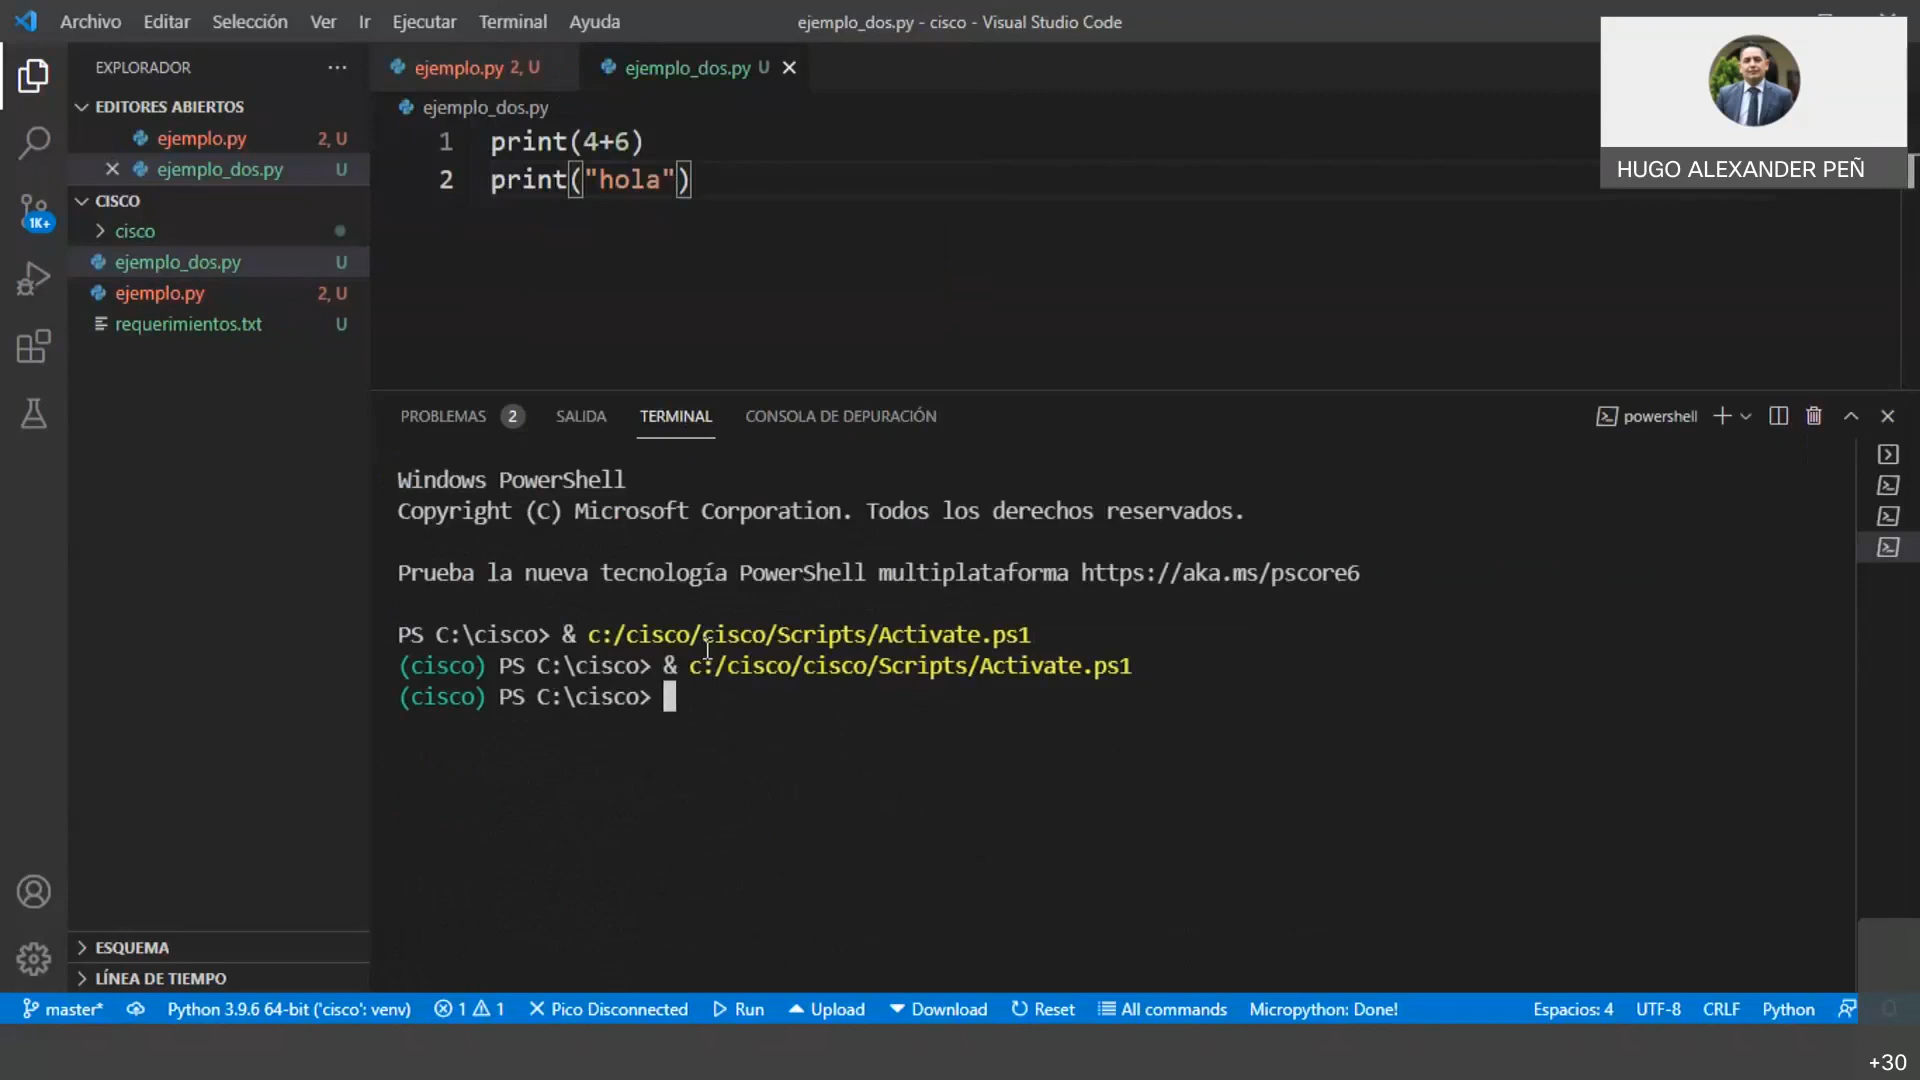 Archivo Editar Selección Ver Ir Ejecutar Terminal Ayuda
ejemplo_dos.py - cisco - Visual Studio Code
EXPLORADOR
EDITORES ABIERTOS
ejemplo.py 2, U
ejemplo_dos.py U
CISCO
cisco
ejemplo_dos.py U
ejemplo.py 2, U
requerimientos.txt U
ESQUEMA
LÍNEA DE TIEMPO
1K+
ejemplo.py 2, U
ejemplo_dos.py U
ejemplo_dos.py
1 print(4+6)
2 print("hola")
HUGO ALEXANDER PEÑ
PROBLEMAS 2 SALIDA TERMINAL CONSOLA DE DEPURACIÓN
powershell
Windows PowerShell
Copyright (C) Microsoft Corporation. Todos los derechos reservados.
Prueba la nueva tecnología PowerShell multiplataforma https://aka.ms/pscore6
PS C:\cisco> & c:/cisco/cisco/Scripts/Activate.ps1
(cisco) PS C:\cisco> & c:/cisco/cisco/Scripts/Activate.ps1
(cisco) PS C:\cisco>
master* Python 3.9.6 64-bit ('cisco': venv) 1 1 Pico Disconnected Run Upload Download Reset All commands Micropython: Done! Espacios: 4 UTF-8 CRLF Python
+30